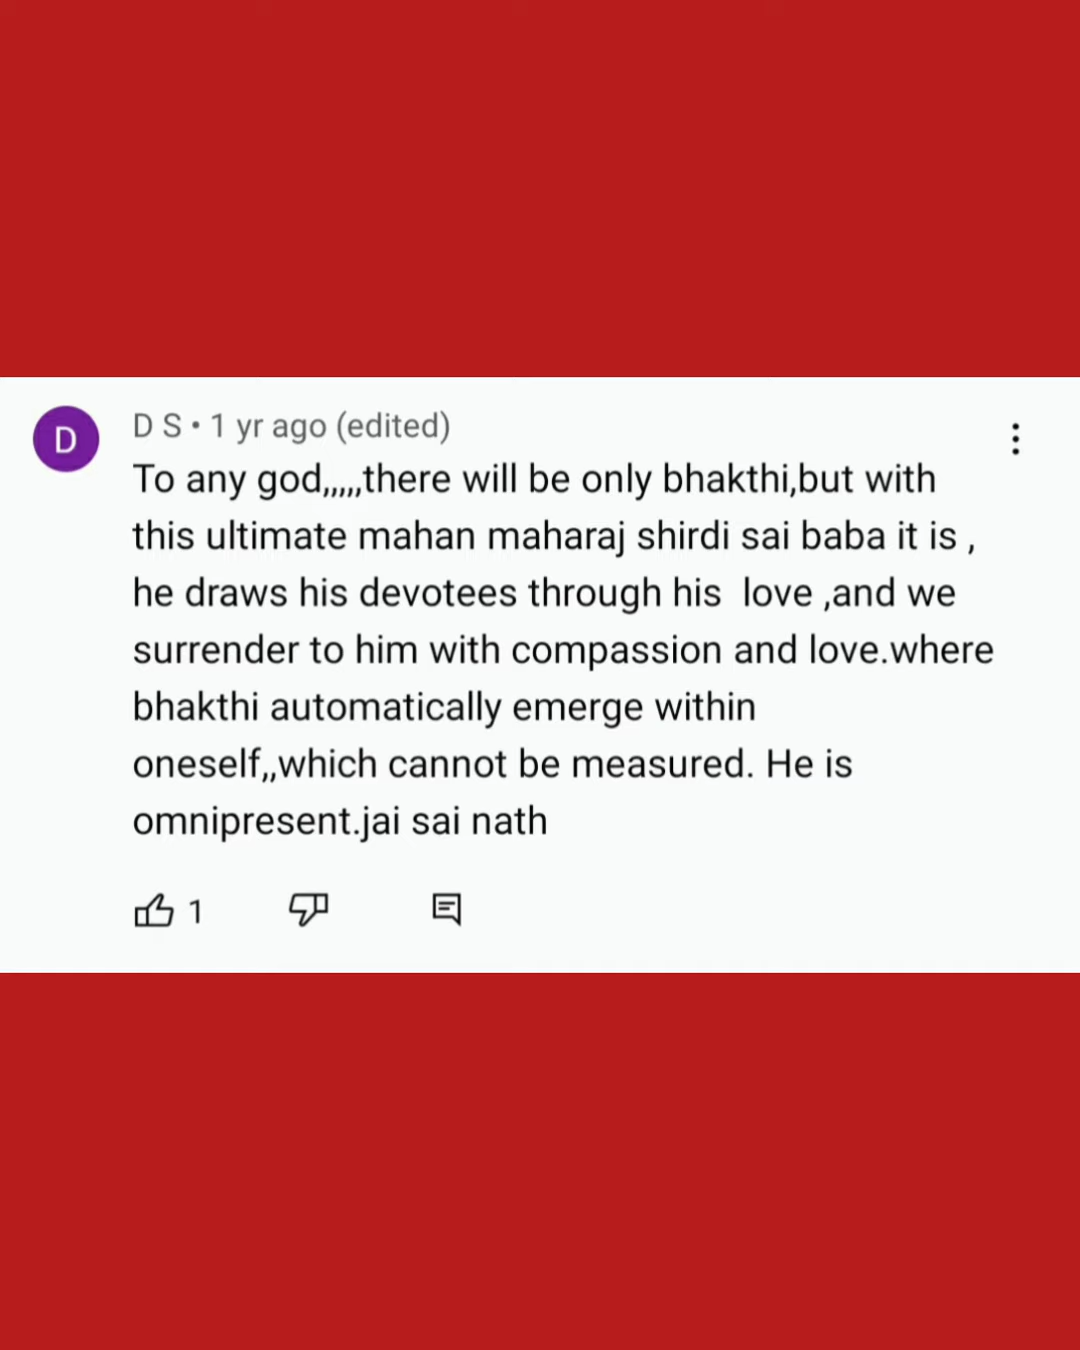 D
D S • 1 yr ago (edited)
To any god,,,,,there will be only bhakthi,but with
this ultimate mahan maharaj shirdi sai baba it is ,
he draws his devotees through his  love ,and we
surrender to him with compassion and love.where
bhakthi automatically emerge within
oneself,,which cannot be measured. He is
omnipresent.jai sai nath
1